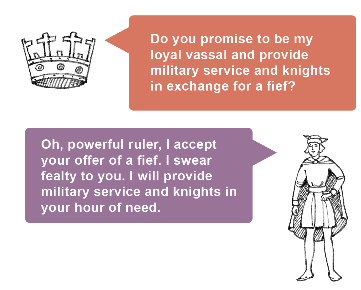 Do you promise to be my
loyal vassal and provide
military service and knights
in exchange for a fief?
Oh, powerful ruler, I accept
your offer of a fief. I swear
fealty to you. I will provide
military service and knights in
your hour of need.